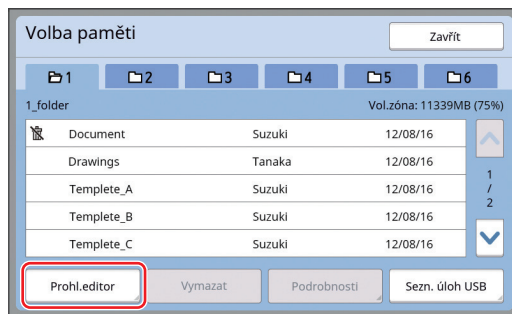 Volba paměti
Zavřít
1 2 3 4 5 6
1_folder Vol.zóna: 11339MB (75%)
Document Suzuki 12/08/16
Drawings Tanaka 12/08/16
Templete_A Suzuki 12/08/16
Templete_B Suzuki 12/08/16
Templete_C Suzuki 12/08/16
1
/
2
Prohl.editor Vymazat Podrobnosti Sezn. úloh USB